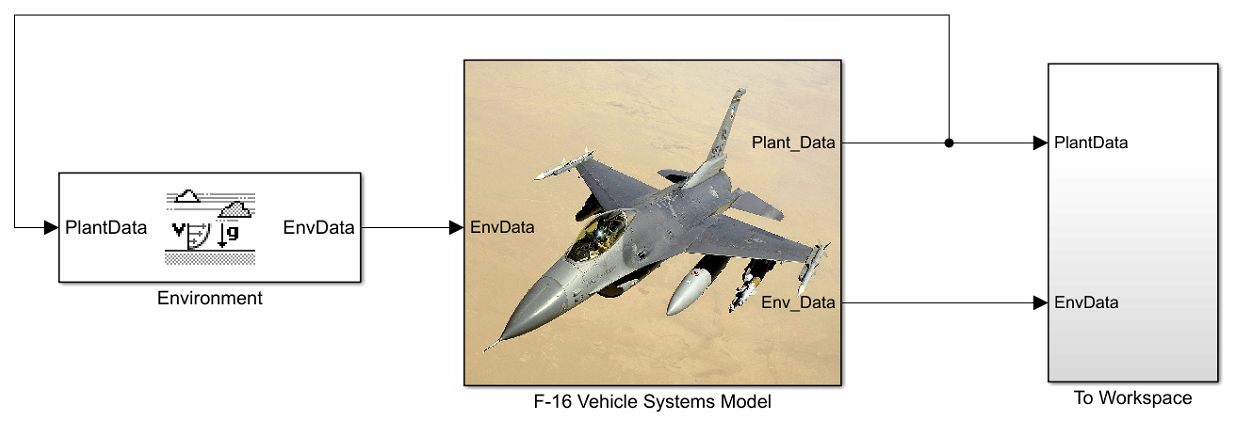 PlantData
V
g
EnvData
Environment
EnvData
Plant_Data
Env_Data
F-16 Vehicle Systems Model
PlantData
EnvData
To Workspace